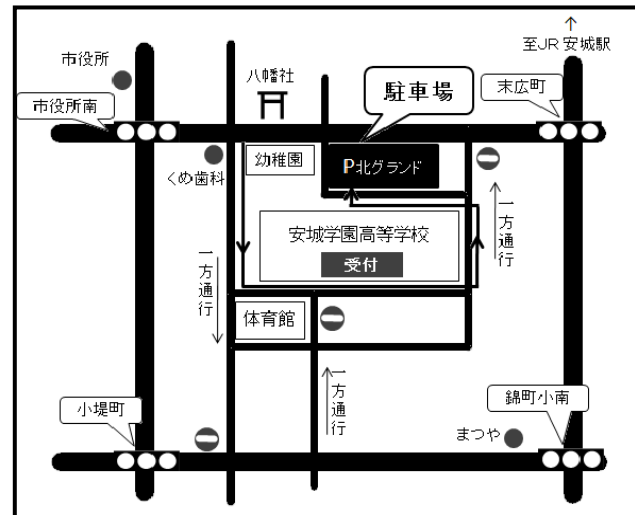 至JR 安城駅
市役所
八幡社
駐車場
末広町
市役所南
幼稚園
P北グランド
くめ歯科
一方通行
安城学園高等学校
受付
一方通行
体育館
一方通行
小堤町
錦町小南
まつや